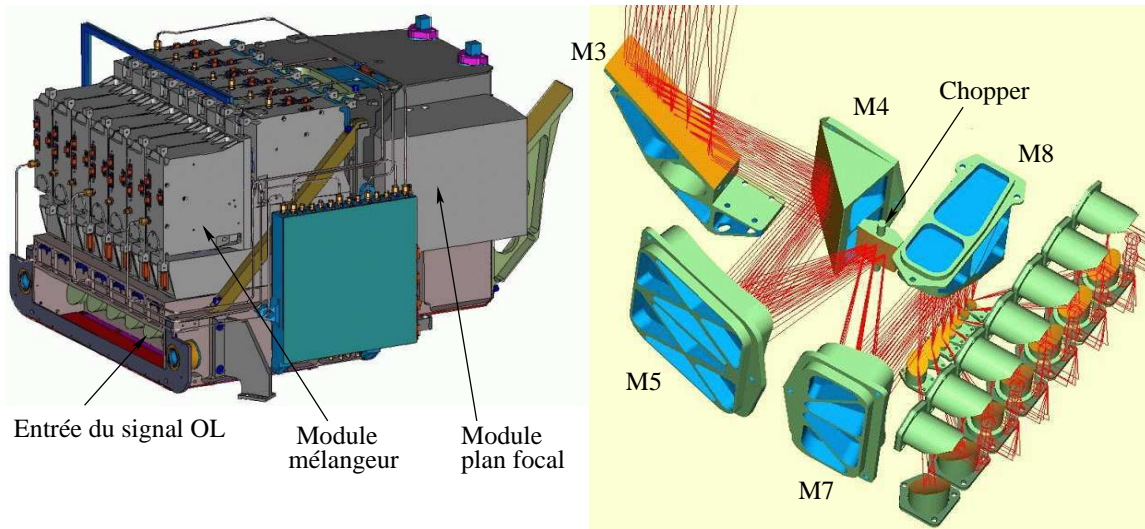 Entrée du signal OL
Module
mélangeur
Module
plan focal
M3
M4
Chopper
M8
M5
M7